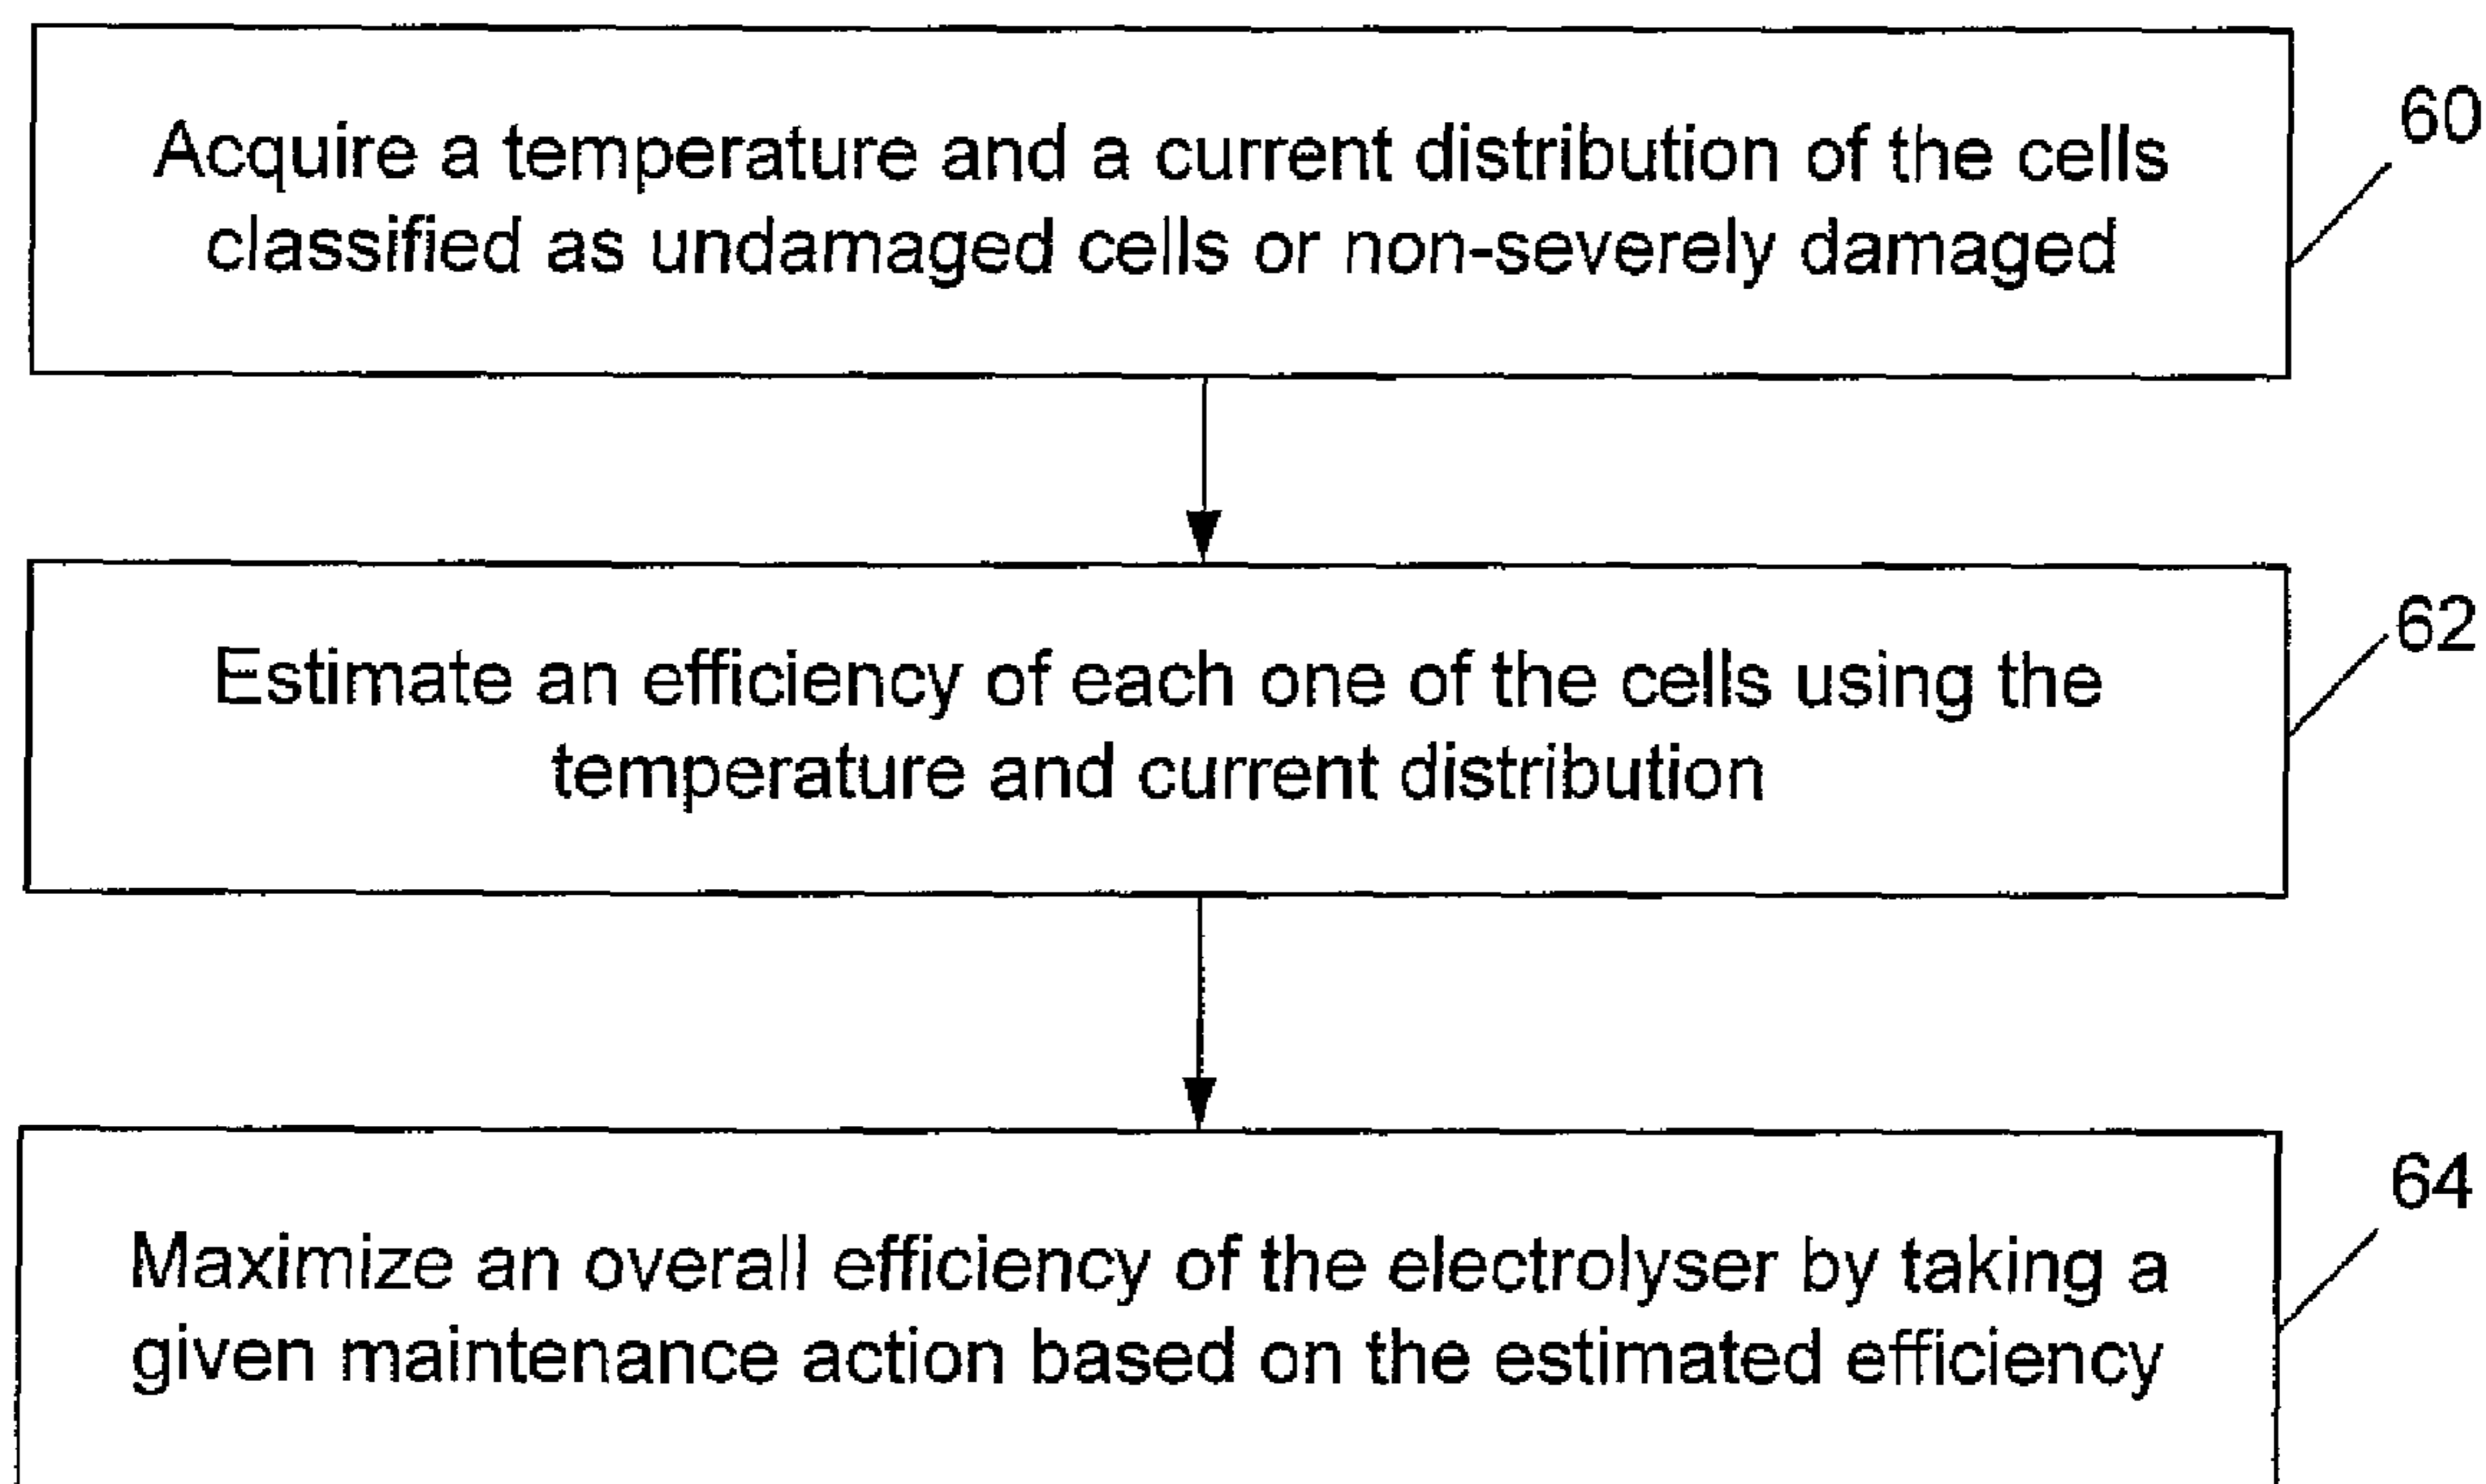 60
Acquire a temperature and a current distribution of the cells
classified as undamaged cells or non-severely damaged
62
Estimate an efficiency of each one of the cells using the
temperature and current distribution
64
Maximize an overall efficiency of the electrolyser by taking a
given maintenance action based on the estimated efficiency